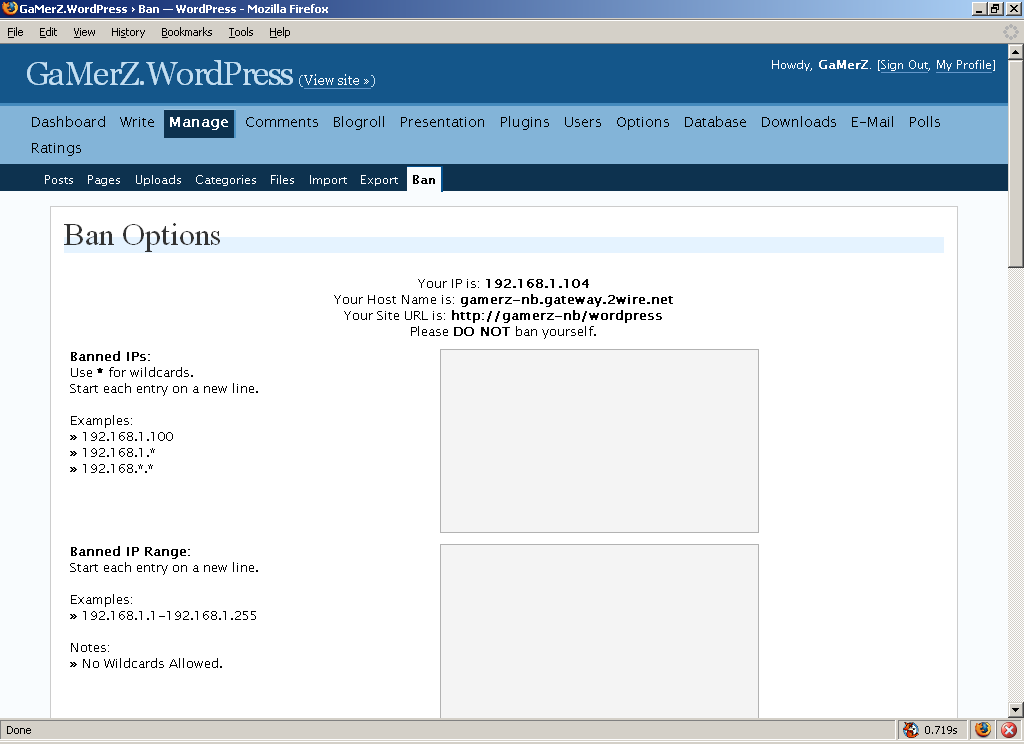 GaMerZ.WordPress › Ban — WordPress - Mozilla Firefox
File Edit View History Bookmarks Tools Help
GaMerZ.WordPress (View site »)
Howdy, GaMerZ. [Sign Out, My Profile]
Dashboard Write Manage Comments Blogroll Presentation Plugins Users Options Database Downloads E-Mail Polls
Ratings
Posts Pages Uploads Categories Files Import Export Ban
Ban Options
Your IP is: 192.168.1.104
Your Host Name is: gamerz-nb.gateway.2wire.net
Your Site URL is: http://gamerz-nb/wordpress
Please DO NOT ban yourself.
Banned IPs:
Use * for wildcards.
Start each entry on a new line.
Examples:
» 192.168.1.100
» 192.168.1.*
» 192.168.*.*
Banned IP Range:
Start each entry on a new line.
Examples:
» 192.168.1.1-192.168.1.255
Notes:
» No Wildcards Allowed.
Done
0.719s